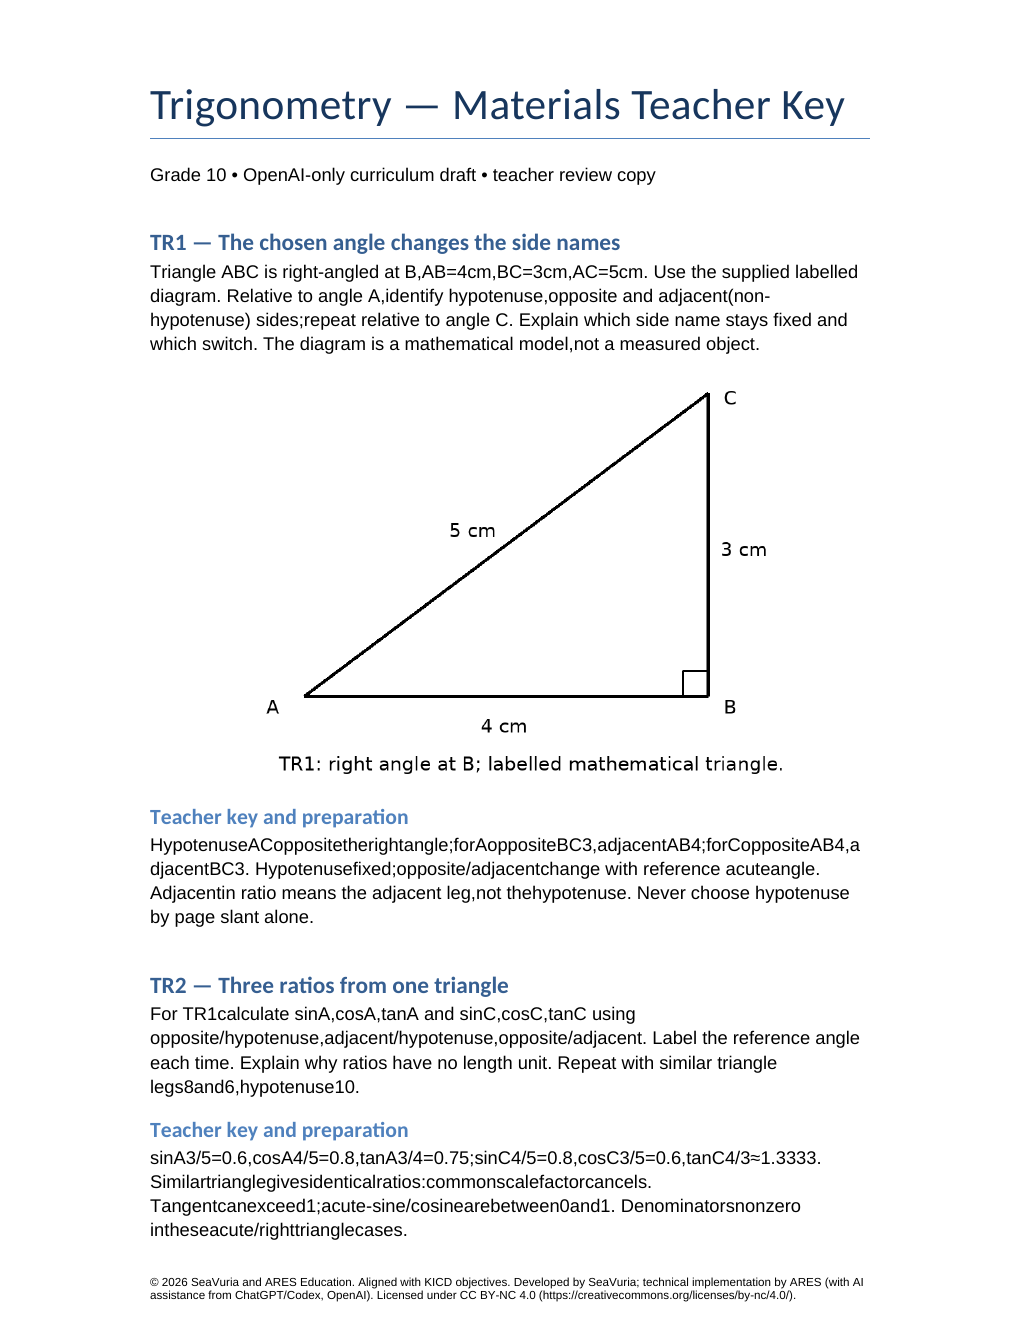 Trigonometry — Materials Teacher Key
Grade 10 • OpenAI-only curriculum draft • teacher review copy
TR1 — The chosen angle changes the side names
Triangle ABC is right-angled at B,AB=4cm,BC=3cm,AC=5cm. Use the supplied labelled
diagram. Relative to angle A,identify hypotenuse,opposite and adjacent(non-
hypotenuse) sides;repeat relative to angle C. Explain which side name stays fixed and
which switch. The diagram is a mathematical model,not a measured object.
C
5 cm
3 cm
A
B
4 cm
TR1: right angle at B; labelled mathematical triangle.
Teacher key and preparation
HypotenuseACoppositetherightangle;forAoppositeBC3,adjacentAB4;forCoppositeAB4,a
djacentBC3. Hypotenusefixed;opposite/adjacentchange with reference acuteangle.
Adjacentin ratio means the adjacent leg,not thehypotenuse. Never choose hypotenuse
by page slant alone.
TR2 — Three ratios from one triangle
For TR1calculate sinA,cosA,tanA and sinC,cosC,tanC using
opposite/hypotenuse,adjacent/hypotenuse,opposite/adjacent. Label the reference angle
each time. Explain why ratios have no length unit. Repeat with similar triangle
legs8and6,hypotenuse10.
Teacher key and preparation
sinA3/5=0.6,cosA4/5=0.8,tanA3/4=0.75;sinC4/5=0.8,cosC3/5=0.6,tanC4/3≈1.3333.
Similartrianglegivesidenticalratios:commonscalefactorcancels.
Tangentcanexceed1;acute-sine/cosinearebetween0and1. Denominatorsnonzero
intheseacute/righttrianglecases.
© 2026 SeaVuria and ARES Education. Aligned with KICD objectives. Developed by SeaVuria; technical implementation by ARES (with AI
assistance from ChatGPT/Codex, OpenAI). Licensed under CC BY-NC 4.0 (https://creativecommons.org/licenses/by-nc/4.0/).